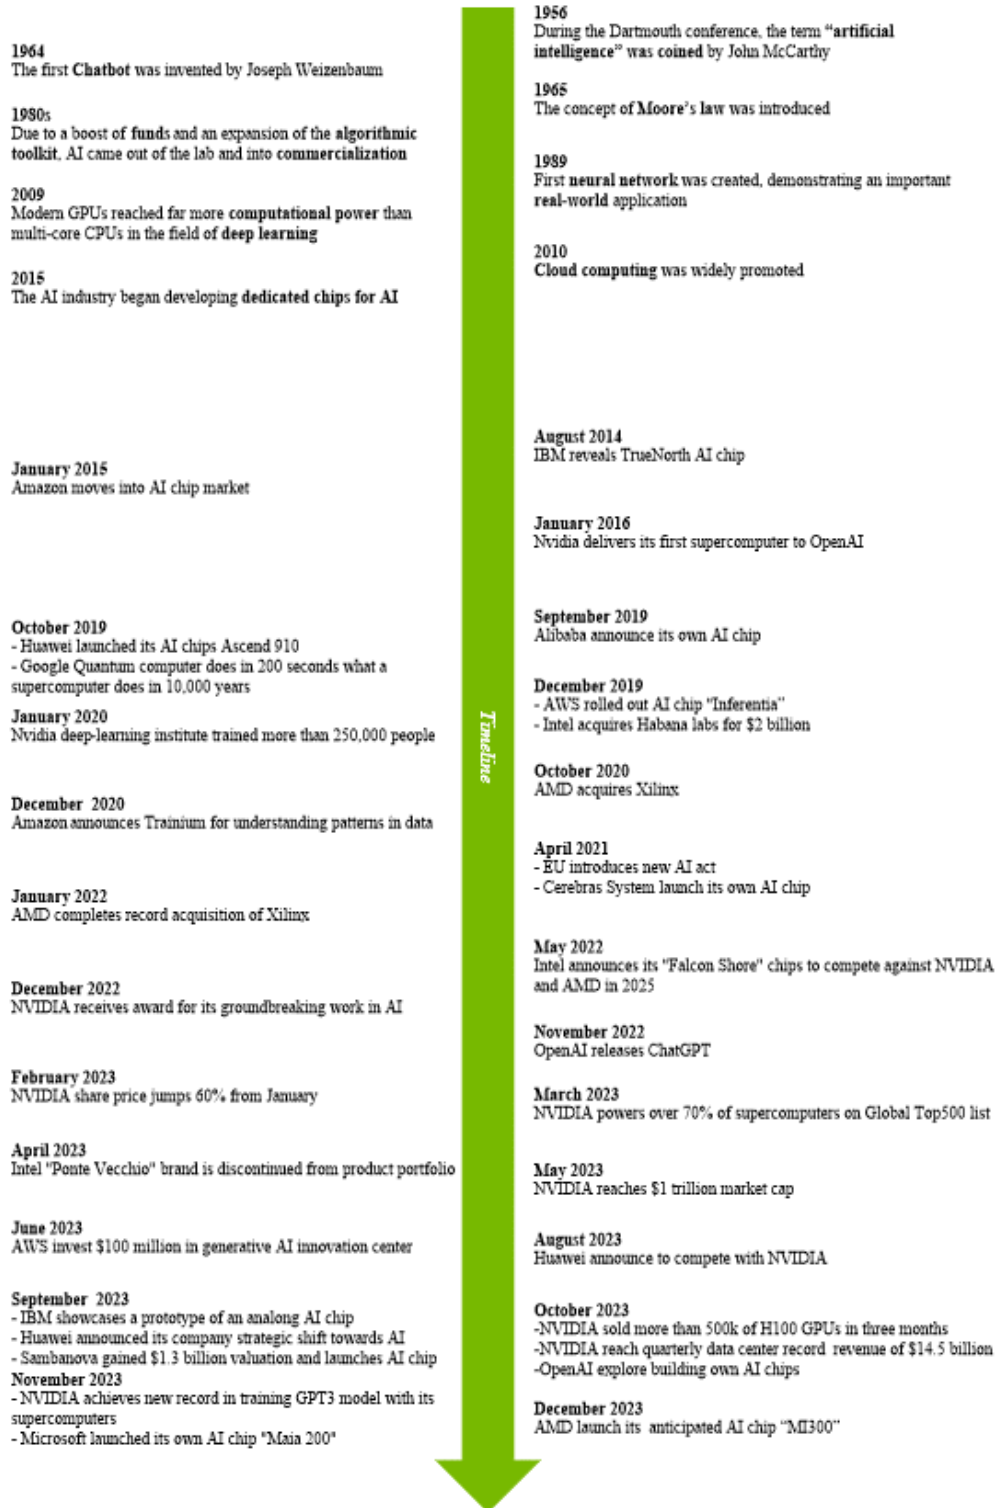 1956
During the Dartmouth conference, the term “artificial
intelligence” was coined by John McCarthy
1964
The first Chatbot was invented by Joseph Weizenbaum
1965
The concept of Moore’s law was introduced
1980s
Due to a boost of funds and an expansion of the algorithmic
toolkit, AI came out of the lab and into commercialization
1989
First neural network was created, demonstrating an important
real-world application
2009
Modern GPUs reached far more computational power than
multi-core CPUs in the field of deep learning
2010
Cloud computing was widely promoted
2015
The AI industry began developing dedicated chips for AI
August 2014
IBM reveals TrueNorth AI chip
January 2015
Amazon moves into AI chip market
January 2016
Nvidia delivers its first supercomputer to OpenAI
September 2019
Alibaba announce its own AI chip
October 2019
- Huawei launched its AI chips Ascend 910
- Google Quantum computer does in 200 seconds what a
supercomputer does in 10,000 years
December 2019
- AWS rolled out AI chip “Inferentia”
- Intel acquires Habana labs for $2 billion
January 2020
Nvidia deep-learning institute trained more than 250,000 people
Timeline
October 2020
AMD acquires Xilinx
December 2020
Amazon announces Trainium for understanding patterns in data
April 2021
- EU introduces new AI act
- Cerebras System launch its own AI chip
January 2022
AMD completes record acquisition of Xilinx
May 2022
Intel announces its "Falcon Shore" chips to compete against NVIDIA
and AMD in 2025
December 2022
NVIDIA receives award for its groundbreaking work in AI
November 2022
OpenAI releases ChatGPT
February 2023
NVIDIA share price jumps 60% from January
March 2023
NVIDIA powers over 70% of supercomputers on Global Top500 list
April 2023
Intel "Ponte Vecchio" brand is discontinued from product portfolio
May 2023
NVIDIA reaches $1 trillion market cap
June 2023
AWS invest $100 million in generative AI innovation center
August 2023
Huawei announce to compete with NVIDIA
September 2023
- IBM showcases a prototype of an analong AI chip
- Huawei announced its company strategic shift towards AI
- Sambanova gained $1.3 billion valuation and launches AI chip
October 2023
-NVIDIA sold more than 500k of H100 GPUs in three months
-NVIDIA reach quarterly data center record revenue of $14.5 billion
-OpenAI explore building own AI chips
November 2023
- NVIDIA achieves new record in training GPT3 model with its
supercomputers
- Microsoft launched its own AI chip "Maia 200"
December 2023
AMD launch its anticipated AI chip “MI300”